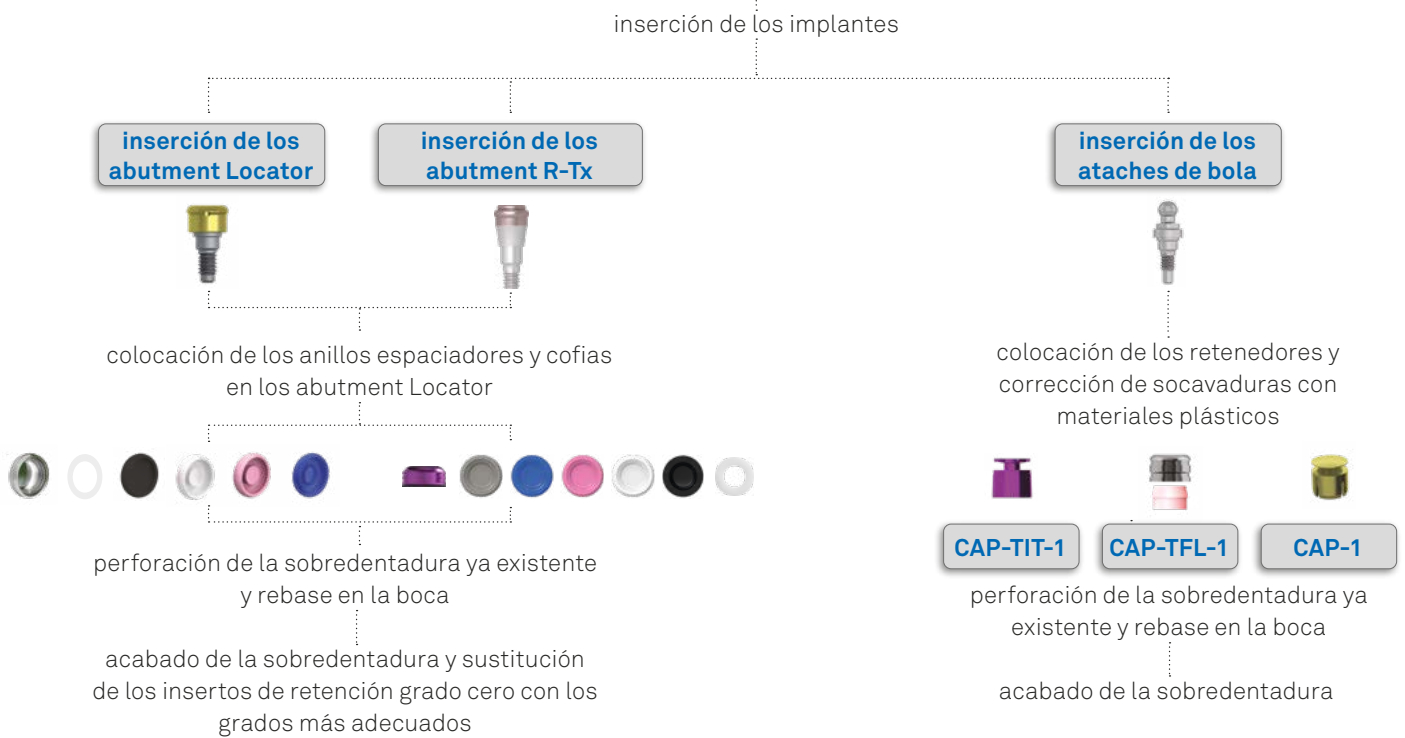 inserción de los implantes
inserción de los
abutment Locator
inserción de los
abutment R-Tx
inserción de los
ataches de bola
colocación de los anillos espaciadores y cofias
en los abutment Locator
colocación de los retenedores y
corrección de socavaduras con
materiales plásticos
CAP-TIT-1
CAP-TFL-1
CAP-1
perforación de la sobredentadura ya existente
y rebase en la boca
perforación de la sobredentadura ya
existente y rebase en la boca
acabado de la sobredentadura y sustitución
de los insertos de retención grado cero con los
grados más adecuados
acabado de la sobredentadura